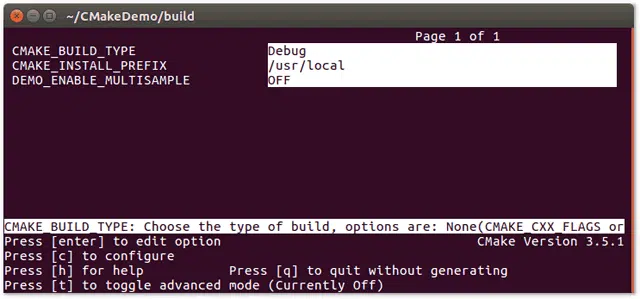 ~/CMakeDemo/build
Page 1 of 1
CMAKE_BUILD_TYPE Debug
CMAKE_INSTALL_PREFIX /usr/local
DEMO_ENABLE_MULTISAMPLE OFF
CMAKE_BUILD_TYPE: Choose the type of build, options are: None(CMAKE_CXX_FLAGS or
Press [enter] to edit option CMake Version 3.5.1
Press [c] to configure
Press [h] for help Press [q] to quit without generating
Press [t] to toggle advanced mode (Currently Off)